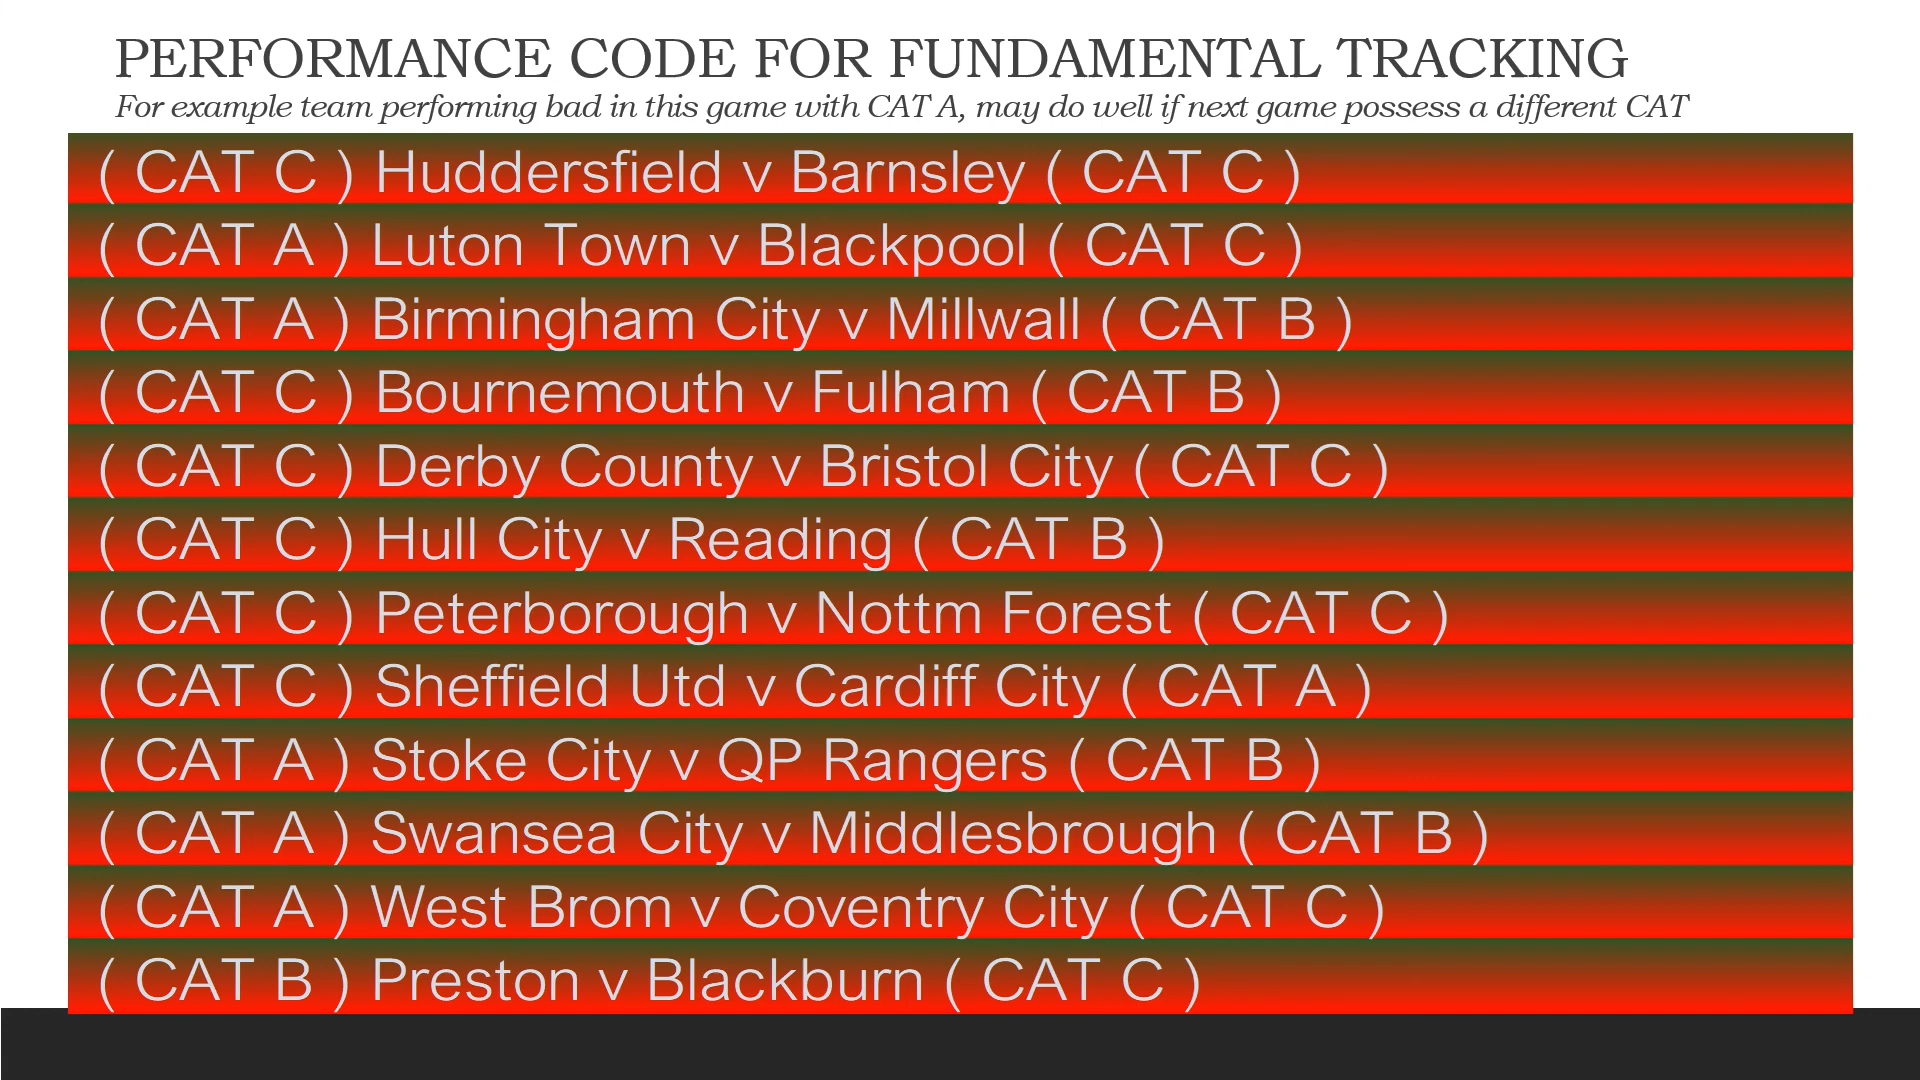 PERFORMANCE CODE FOR FUNDAMENTAL TRACKING
For example team performing bad in this game with CAT A, may do well if next game possess a different CAT
( CAT C ) Huddersfield v Barnsley ( CAT C )
( CAT A ) Luton Town v Blackpool ( CAT C )
( CAT A ) Birmingham City v Millwall ( CAT B )
( CAT C ) Bournemouth v Fulham ( CAT B )
( CAT C ) Derby County v Bristol City ( CAT C )
( CAT C ) Hull City v Reading ( CAT B )
( CAT C ) Peterborough v Nottm Forest ( CAT C )
( CAT C ) Sheffield Utd v Cardiff City ( CAT A )
( CAT A ) Stoke City v QP Rangers ( CAT B )
( CAT A ) Swansea City v Middlesbrough ( CAT B )
( CAT A ) West Brom v Coventry City ( CAT C )
( CAT B ) Preston v Blackburn ( CAT C )